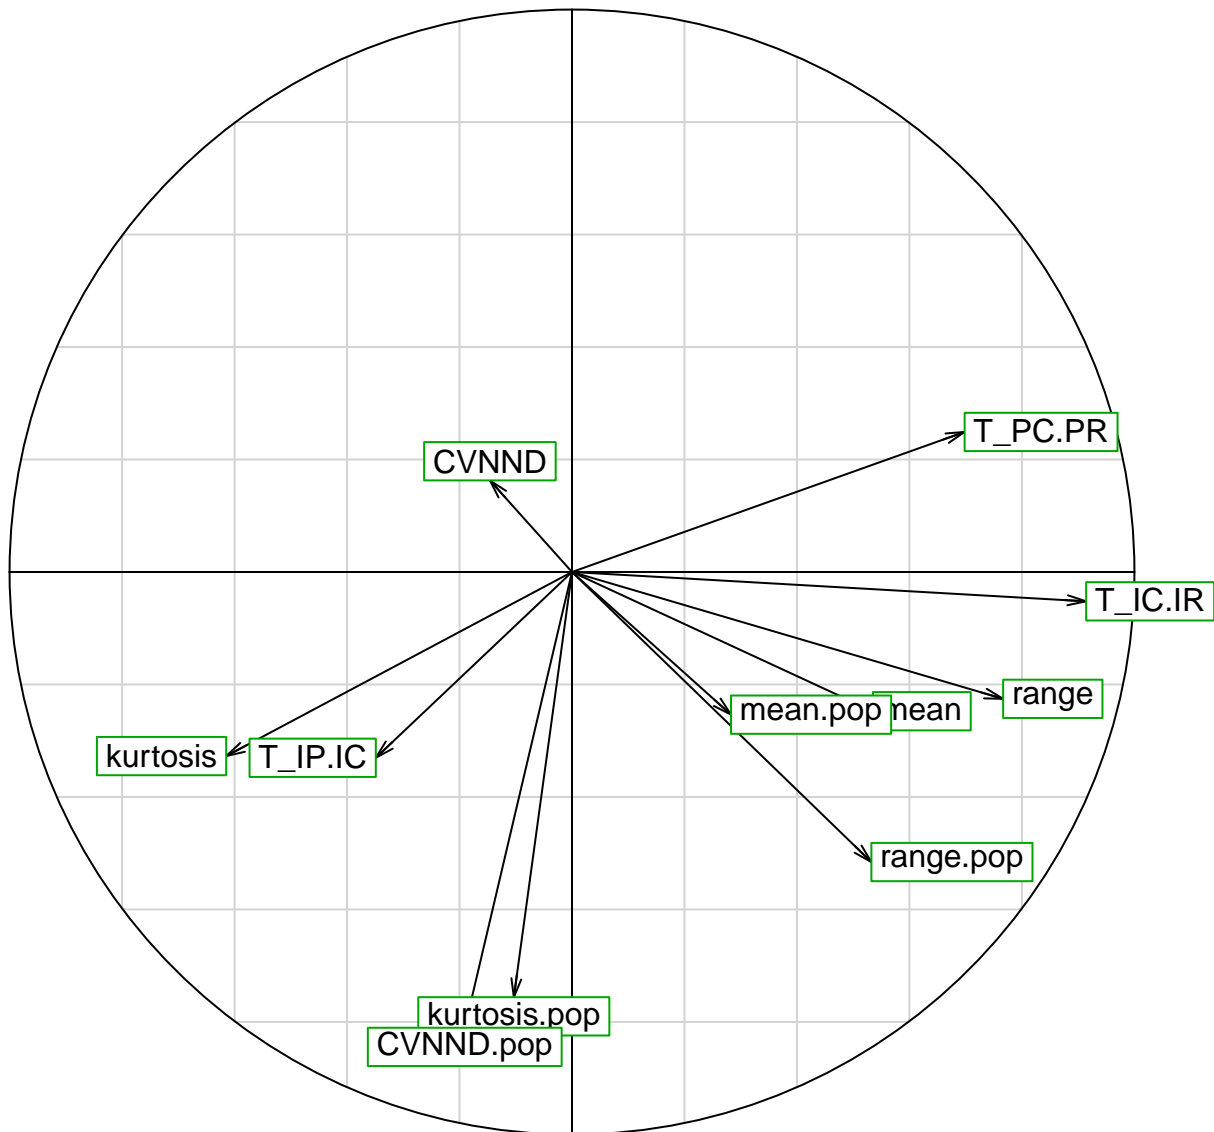 T_PC.PR
CVNND
T_IC.IR
range
mean.pop
mean
kurtosis
T_IP.IC
range.pop
kurtosis.pop
CVNND.pop